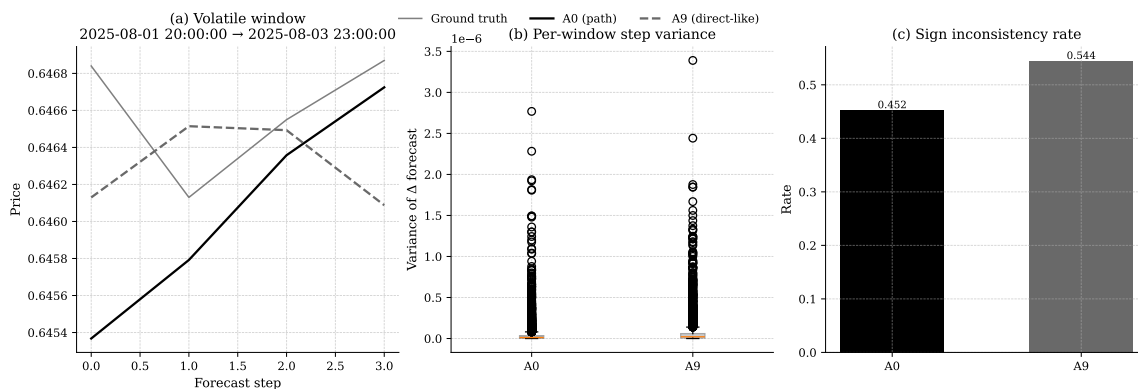 Ground truth
A0 (path)
A9 (direct-like)
(a) Volatile window
2025-08-01 20:00:00 → 2025-08-03 23:00:00
Price
0.6468
0.6466
0.6464
0.6462
0.6460
0.6458
0.6456
0.6454
0.0 0.5 1.0 1.5 2.0 2.5 3.0
Forecast step
1e−6
(b) Per-window step variance
Variance of Δ forecast
3.5
3.0
2.5
2.0
1.5
1.0
0.5
0.0
A0 A9
(c) Sign inconsistency rate
Rate
0.5
0.4
0.3
0.2
0.1
0.0
0.452
0.544
A0 A9